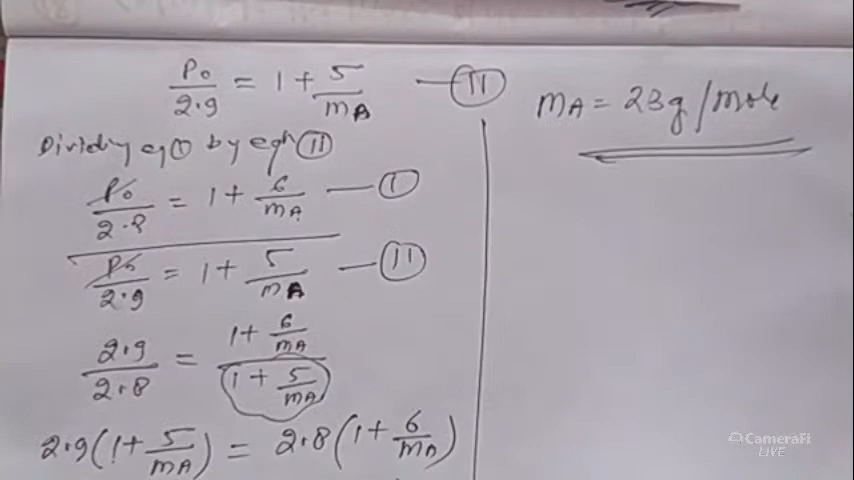 P₀/2.9 = 1 + 5/mA — (II)
Dividing eq (I) by eqn (II)
P₀/2.8 = 1 + 6/mA — (I)
P₀/2.9 = 1 + 5/mA — (II)
2.9/2.8 = (1 + 6/mA)/(1 + 5/mA)
2.9(1 + 5/mA) = 2.8(1 + 6/mA)
mA = 23g/mole
CameraFi
LIVE